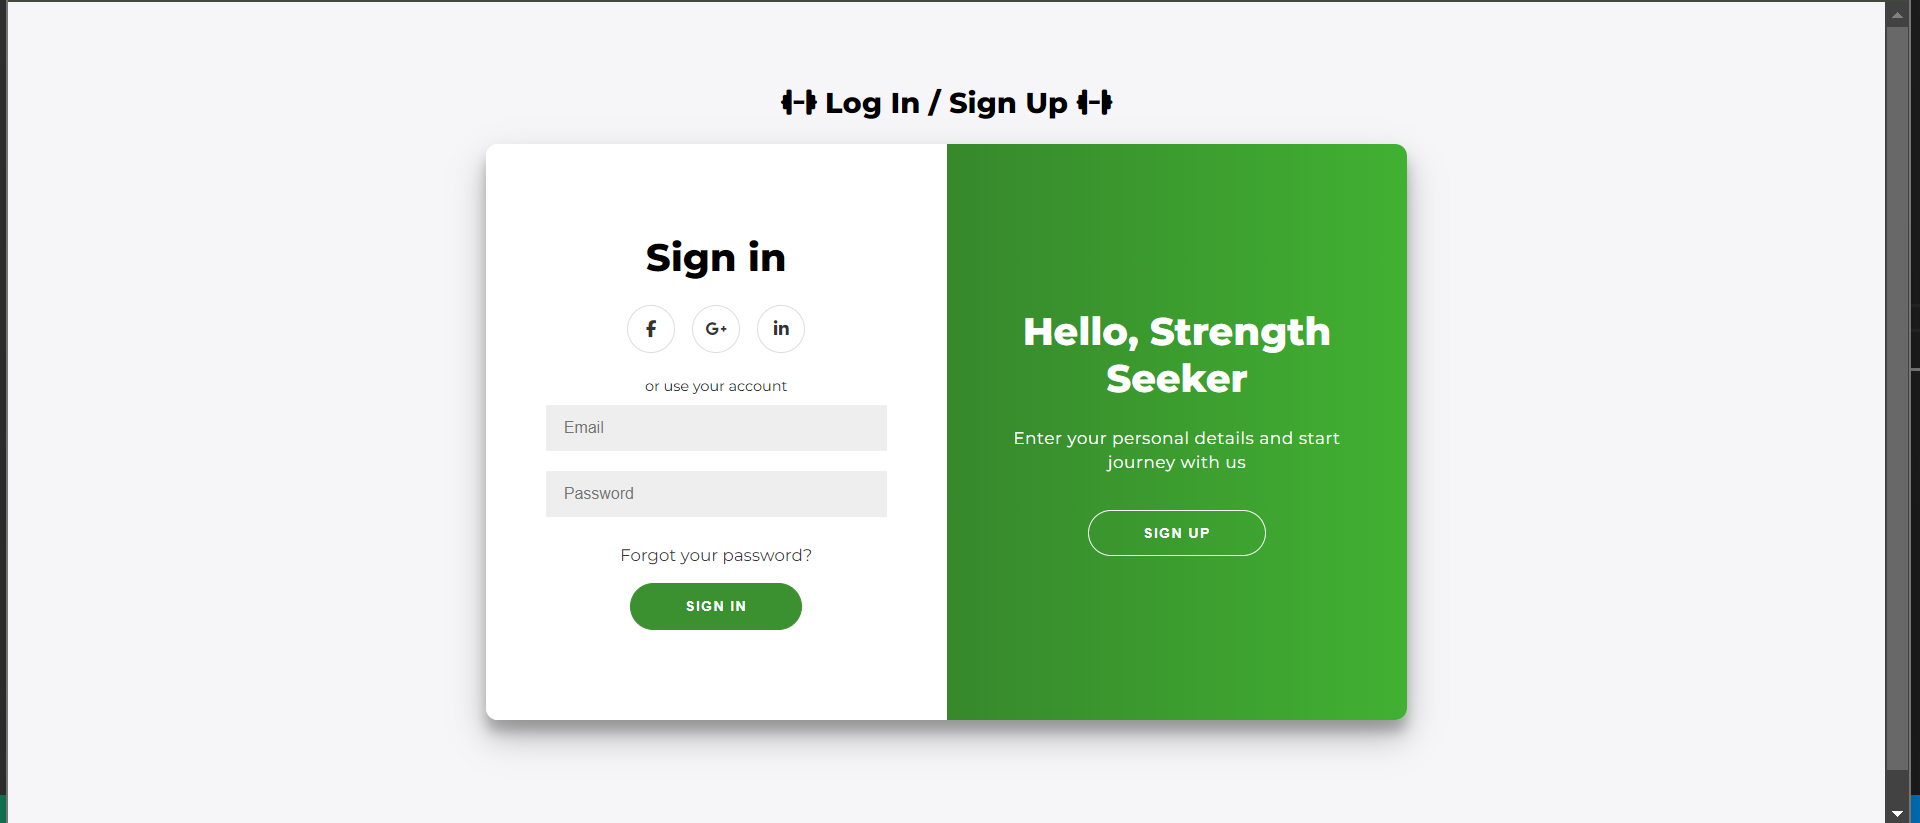 Log In / Sign Up
Sign in
f
G+
in
or use your account
Email
Password
Forgot your password?
SIGN IN
Hello, Strength
Seeker
Enter your personal details and start
journey with us
SIGN UP